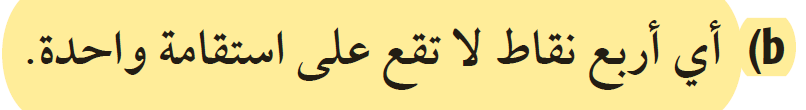 (b أي أربع نقاط لا تقع على استقامة واحدة.